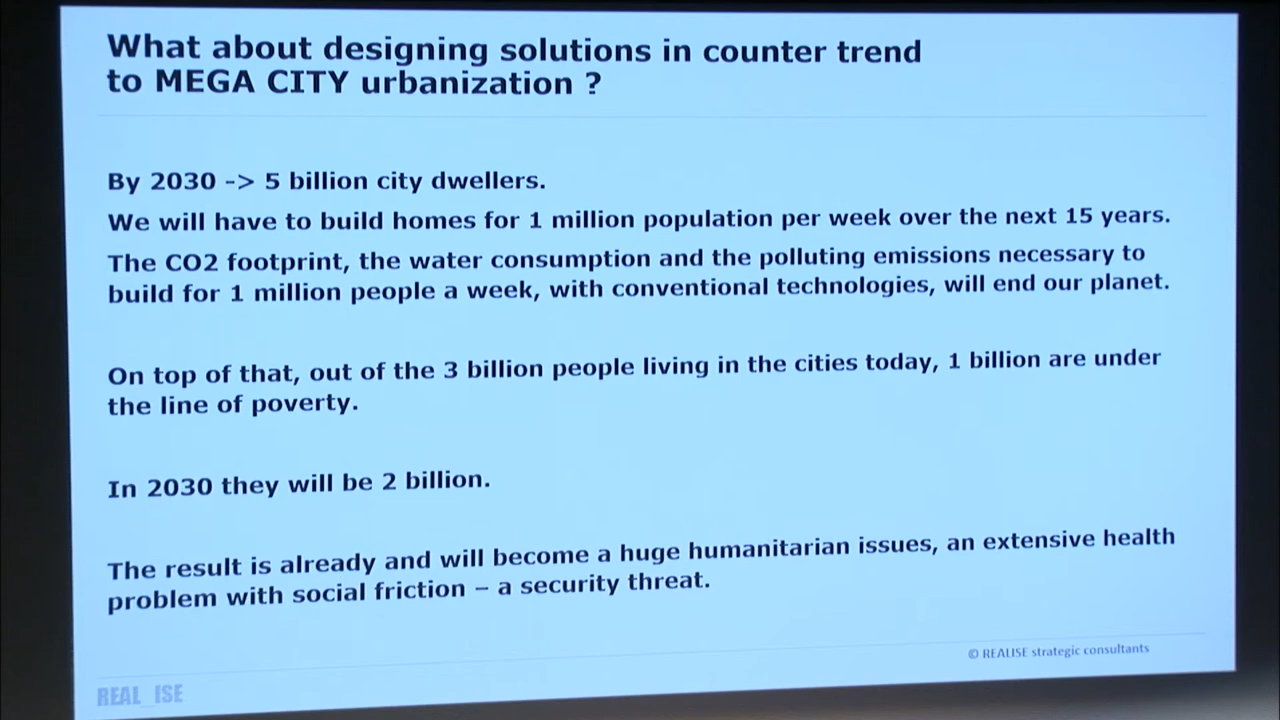 What about designing solutions in counter trend
to MEGA CITY urbanization ?
By 2030 -> 5 billion city dwellers.
We will have to build homes for 1 million population per week over the next 15 years.
The CO2 footprint, the water consumption and the polluting emissions necessary to
build for 1 million people a week, with conventional technologies, will end our planet.
On top of that, out of the 3 billion people living in the cities today, 1 billion are under
the line of poverty.
In 2030 they will be 2 billion.
The result is already and will become a huge humanitarian issues, an extensive health
problem with social friction – a security threat.
© REALISE strategic consultants
REAL_ISE